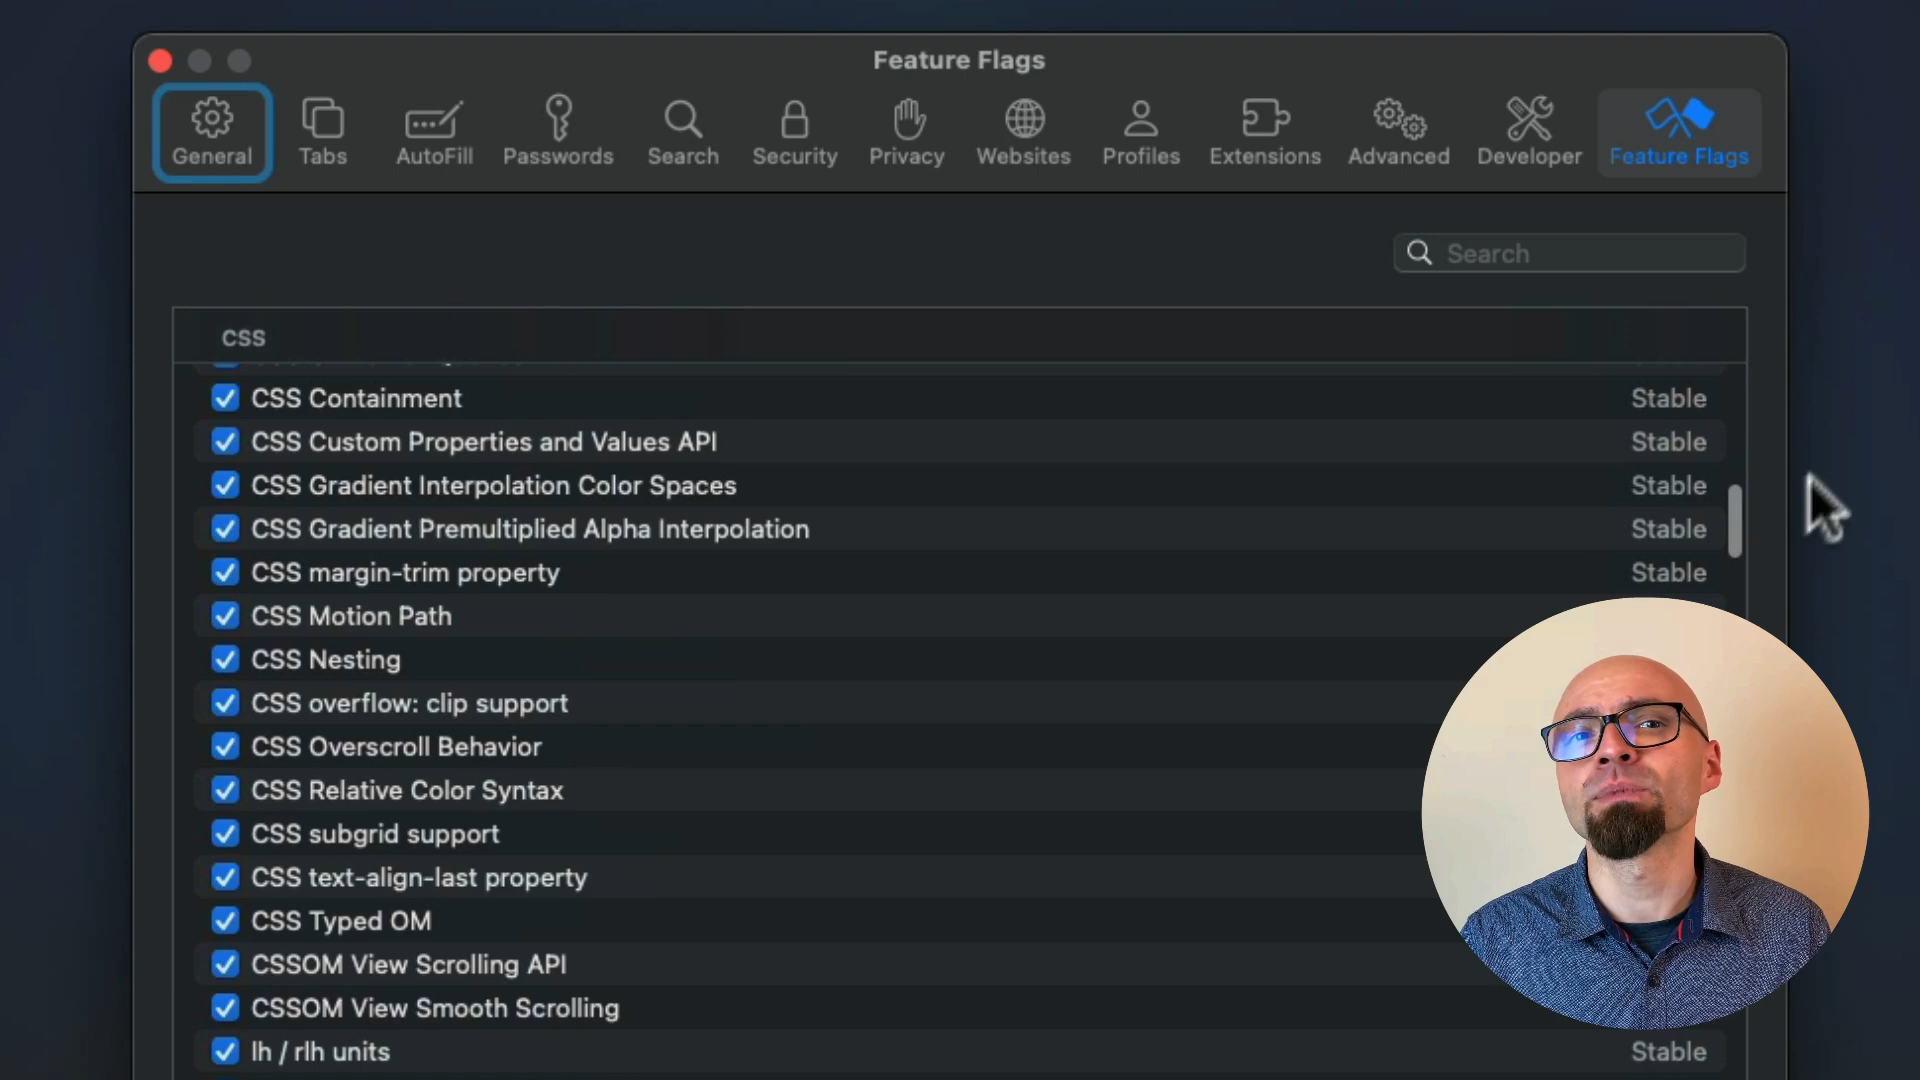 Feature Flags
General
Tabs
AutoFill
Passwords
Search
Security
Privacy
Websites
Profiles
Extensions
Advanced
Developer
Feature Flags
Search
CSS
CSS Containment Stable
CSS Custom Properties and Values API Stable
CSS Gradient Interpolation Color Spaces Stable
CSS Gradient Premultiplied Alpha Interpolation Stable
CSS margin-trim property Stable
CSS Motion Path
CSS Nesting
CSS overflow: clip support
CSS Overscroll Behavior
CSS Relative Color Syntax
CSS subgrid support
CSS text-align-last property
CSS Typed OM
CSSOM View Scrolling API
CSSOM View Smooth Scrolling
lh / rlh units Stable